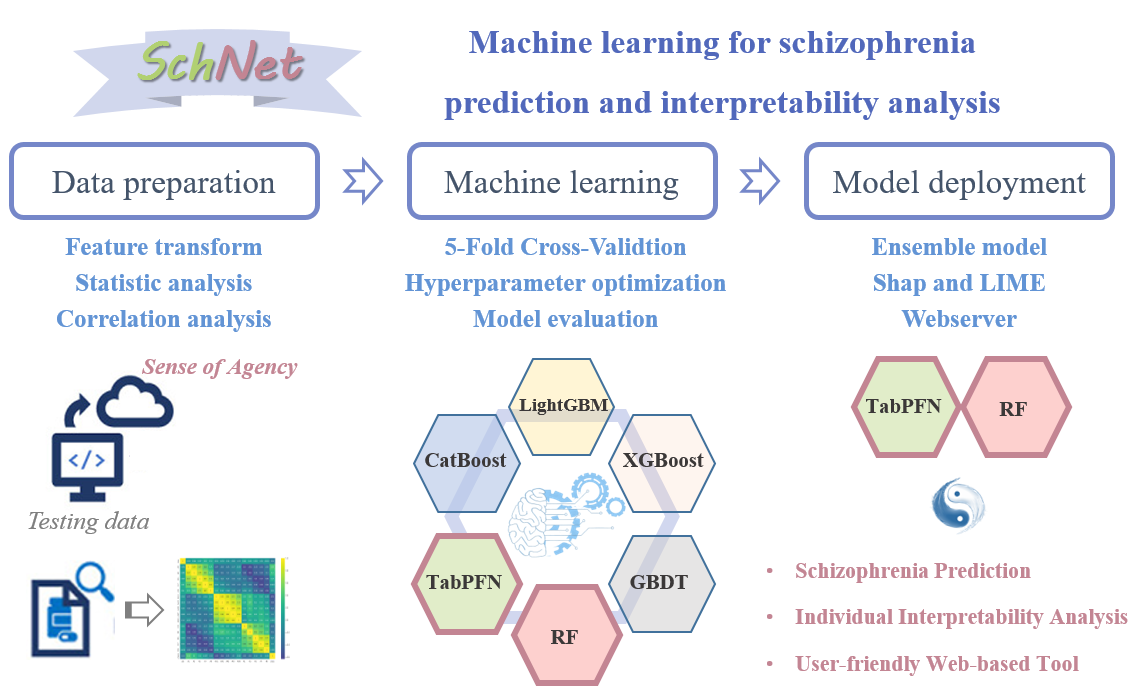 SchNet
Machine learning for schizophrenia
prediction and interpretability analysis
Data preparation
Machine learning
Model deployment
Feature transform
Statistic analysis
Correlation analysis
5-Fold Cross-Validtion
Hyperparameter optimization
Model evaluation
Ensemble model
Shap and LIME
Webserver
Sense of Agency
</>
Testing data
LightGBM
CatBoost
XGBoost
TabPFN
GBDT
RF
TabPFN
RF
• Schizophrenia Prediction
• Individual Interpretability Analysis
• User-friendly Web-based Tool